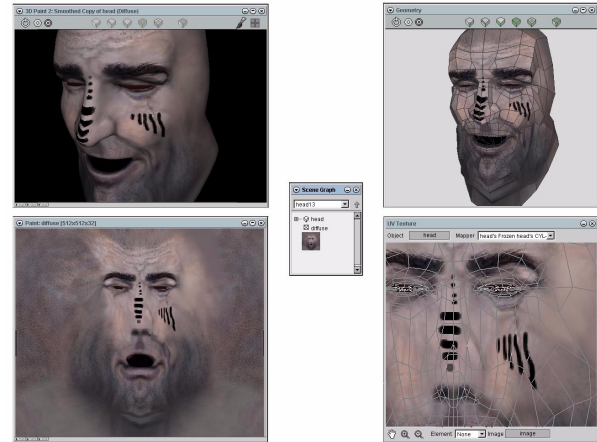 3D Paint 2: Smoothed Copy of head (Diffuse)
Geometry
Scene Graph
head13
head
diffuse
Paint: diffuse [512x512x32]
UV Texture
Object head Mapper head's Frozen head's CYL-
Element None Image image